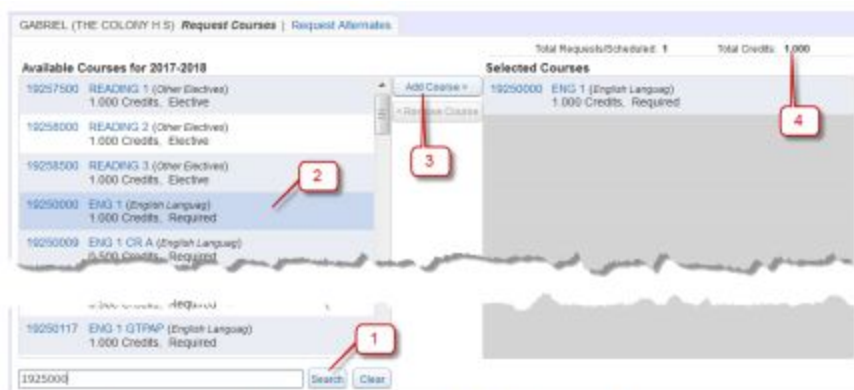 GABRIEL (THE COLONY H S) Request Courses | Request Alternates
Total Requests/Scheduled: 1 Total Credits: 1.000
Available Courses for 2017-2018
Selected Courses
19257500 READING 1 (Other Electives)
1.000 Credits, Elective
19258000 READING 2 (Other Electives)
1.000 Credits, Elective
19258500 READING 3 (Other Electives)
1.000 Credits, Elective
19250000 ENG 1 (English Languag)
1.000 Credits, Required
19250009 ENG 1 CR A (English Languag)
0.500 Credits, Required
Add Course >
< Remove Course
19250000 ENG 1 (English Languag)
1.000 Credits, Required
2
3
4
Required
19250117 ENG 1 GTPAP (English Languag)
1.000 Credits, Required
1
1925000
Search Clear